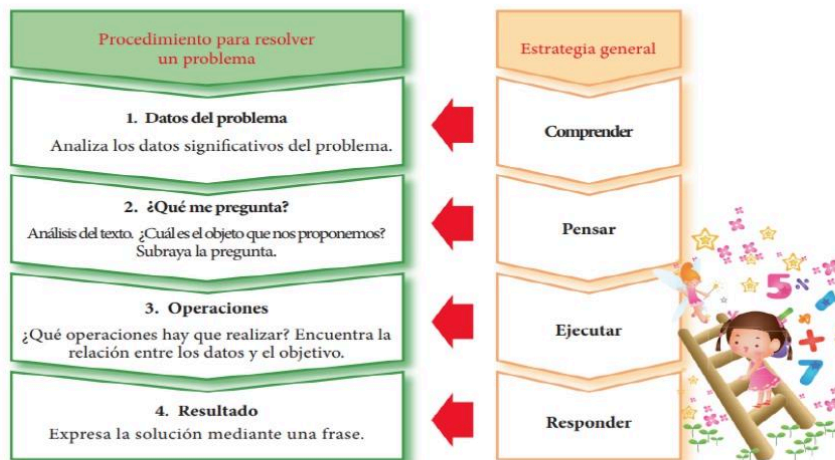 Procedimiento para resolver
un problema
Estrategia general
1. Datos del problema
Analiza los datos significativos del problema.
Comprender
2. ¿Qué me pregunta?
Análisis del texto. ¿Cuál es el objeto que nos proponemos?
Subraya la pregunta.
Pensar
3. Operaciones
¿Qué operaciones hay que realizar? Encuentra la
relación entre los datos y el objetivo.
Ejecutar
4. Resultado
Expresa la solución mediante una frase.
Responder
5 %
+
7